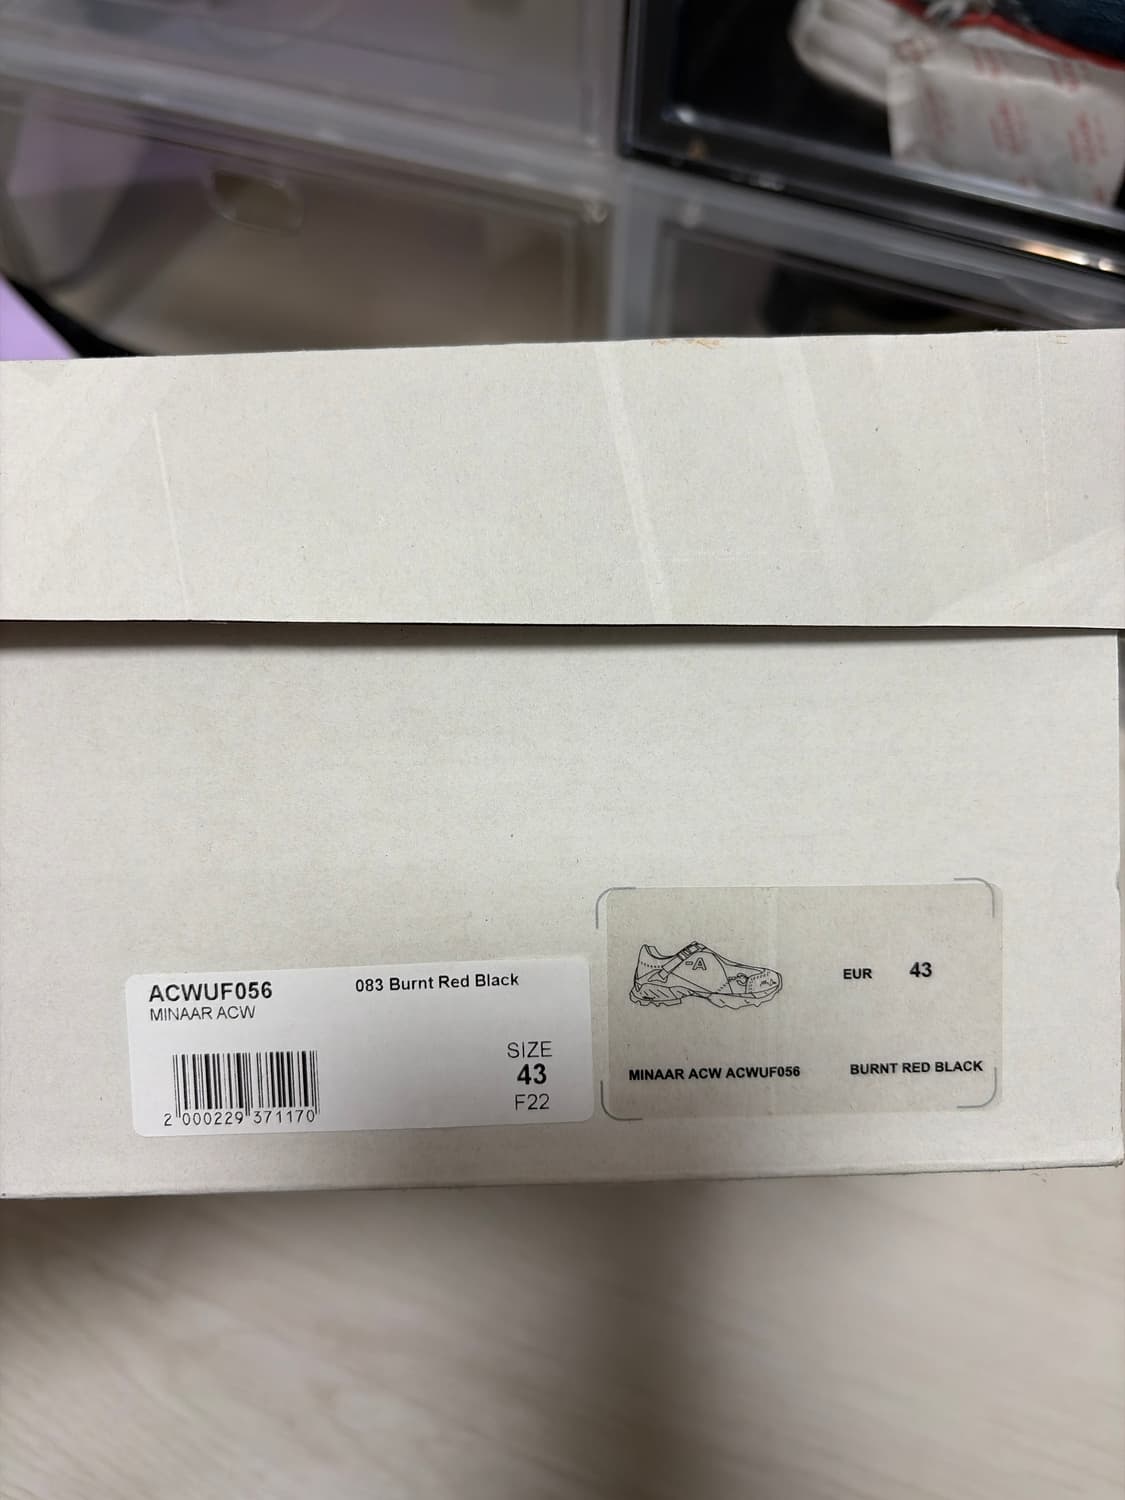 ACWUF056
083 Burnt Red Black
MINAAR ACW
SIZE
43
F22
2 000229 371170
-A
EUR 43
MINAAR ACW ACWUF056
BURNT RED BLACK